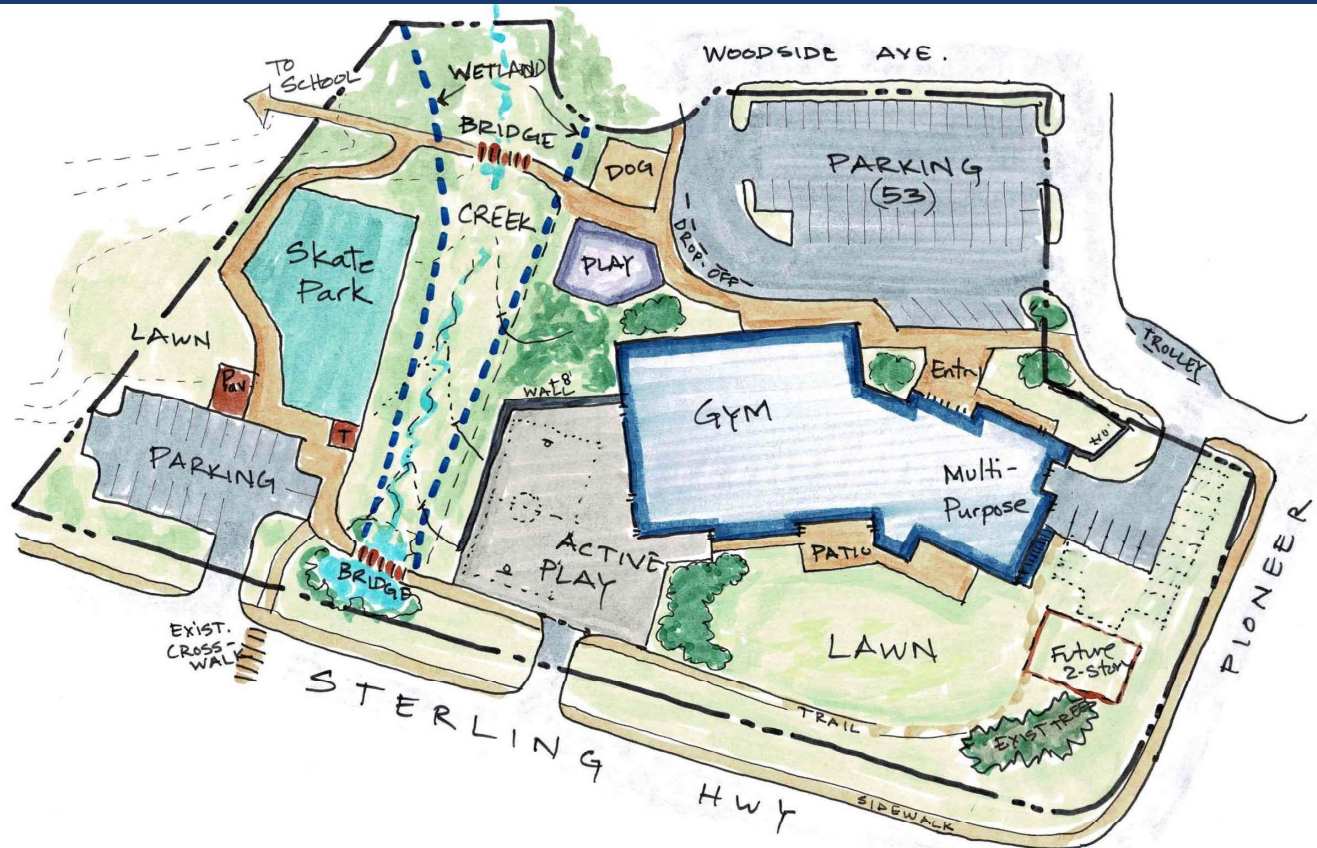 WOODSIDE AVE.
TO
SCHOOL
WETLAND
BRIDGE
DOG
PARKING
(53)
CREEK
DROP-OFF
PLAY
Skate
Park
LAWN
TROLLEY
Pav.
Entry
WALL +8'
GYM
Multi-
Purpose
T
PARKING
ACTIVE
PLAY
PATIO
BRIDGE
LAWN
Future
2-Story
PIONEER
EXIST.
CROSS-
WALK
TRAIL
EXIST TREE
STERLING HWY
SIDEWALK